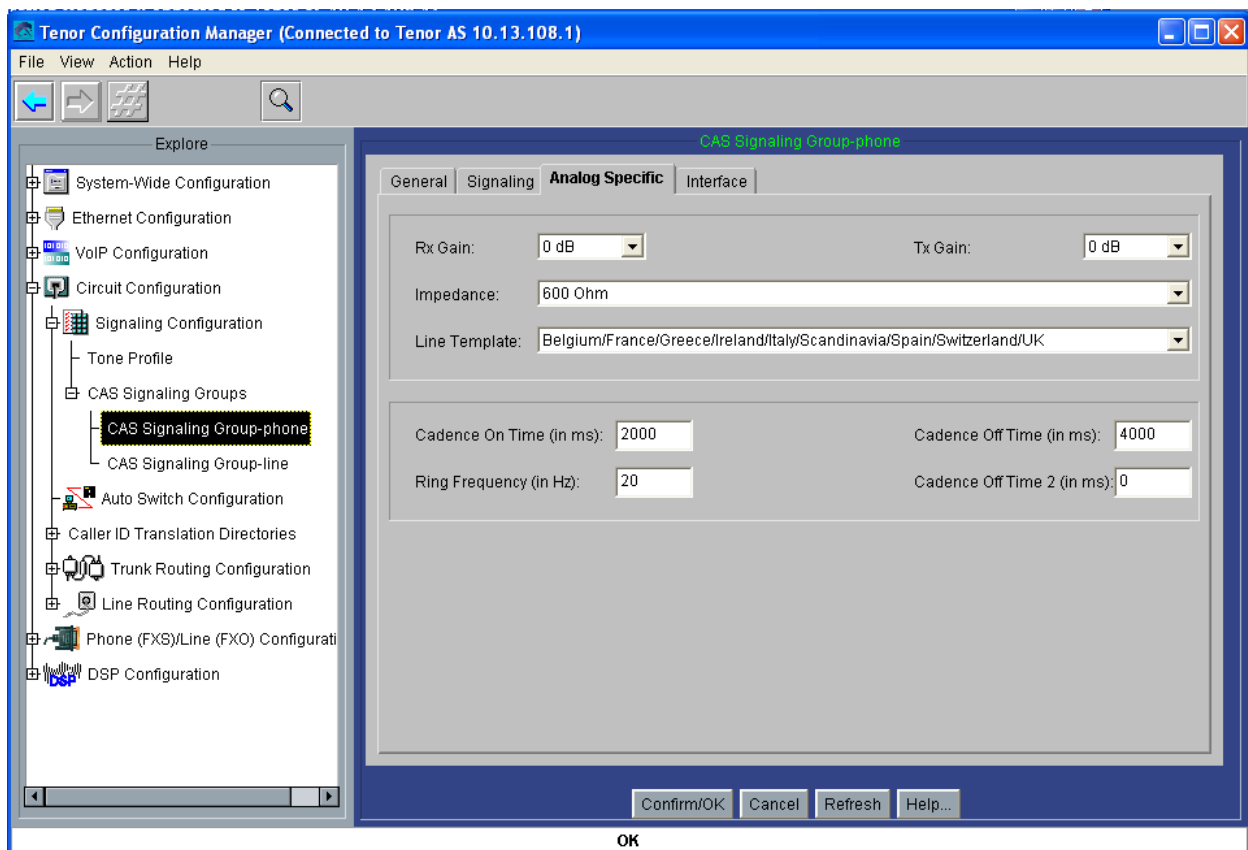 Tenor Configuration Manager (Connected to Tenor AS 10.13.108.1)
File View Action Help
Explore
System-Wide Configuration
Ethernet Configuration
VoIP Configuration
Circuit Configuration
Signaling Configuration
Tone Profile
CAS Signaling Groups
CAS Signaling Group-phone
CAS Signaling Group-line
Auto Switch Configuration
Caller ID Translation Directories
Trunk Routing Configuration
Line Routing Configuration
Phone (FXS)/Line (FXO) Configurati
DSP DSP Configuration
CAS Signaling Group-phone
General Signaling Analog Specific Interface
Rx Gain: 0 dB Tx Gain: 0 dB
Impedance: 600 Ohm
Line Template: Belgium/France/Greece/Ireland/Italy/Scandinavia/Spain/Switzerland/UK
Cadence On Time (in ms): 2000 Cadence Off Time (in ms): 4000
Ring Frequency (in Hz): 20 Cadence Off Time 2 (in ms): 0
Confirm/OK Cancel Refresh Help...
OK